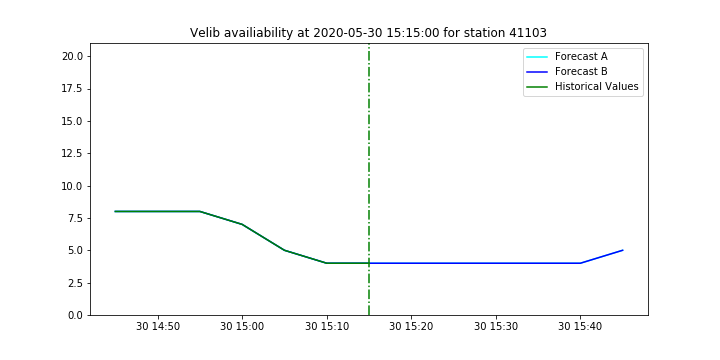 Velib availiability at 2020-05-30 15:15:00 for station 41103
20.0
17.5
15.0
12.5
10.0
7.5
5.0
2.5
0.0
Forecast A
Forecast B
Historical Values
30 14:50 30 15:00 30 15:10 30 15:20 30 15:30 30 15:40